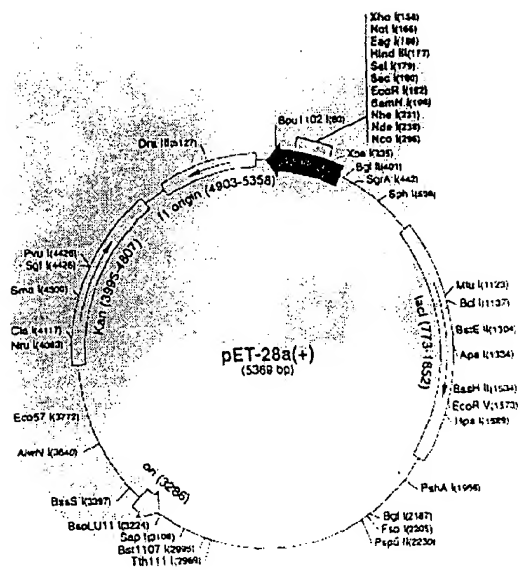 Xho I(158)
Not I(166)
Eag I(166)
Hind III(173)
Sal I(179)
Sac I(190)
EcoR I(192)
BamH I(198)
Nhe I(231)
Nde I(238)
Nco I(296)
Bpu1102 I(80)
Xba I(335)
Bgl II(401)
SgrA I(442)
Sph I(598)
Dra III(5127)
f1 origin (4903-5358)
Pvu I(4426)
Sgf I(4426)
Sma I(4300)
Kan (3995-4807)
Cla I(4117)
Nru I(4083)
Mlu I(1123)
Bcl I(1137)
BstE II(1304)
Apa I(1334)
lacI (773-1852)
BssH II(1534)
EcoR V(1573)
Hpa I(1629)
pET-28a(+)
(5369 bp)
Eco57 I(3772)
AlwN I(3640)
ori (3286)
BssS I(3397)
BspLU11 I(3224)
Sap I(3108)
Bst1107 I(2995)
Tth111 I(2969)
PshA I(1968)
Bgl I(2187)
Fsp I(2205)
Psp5 II(2230)